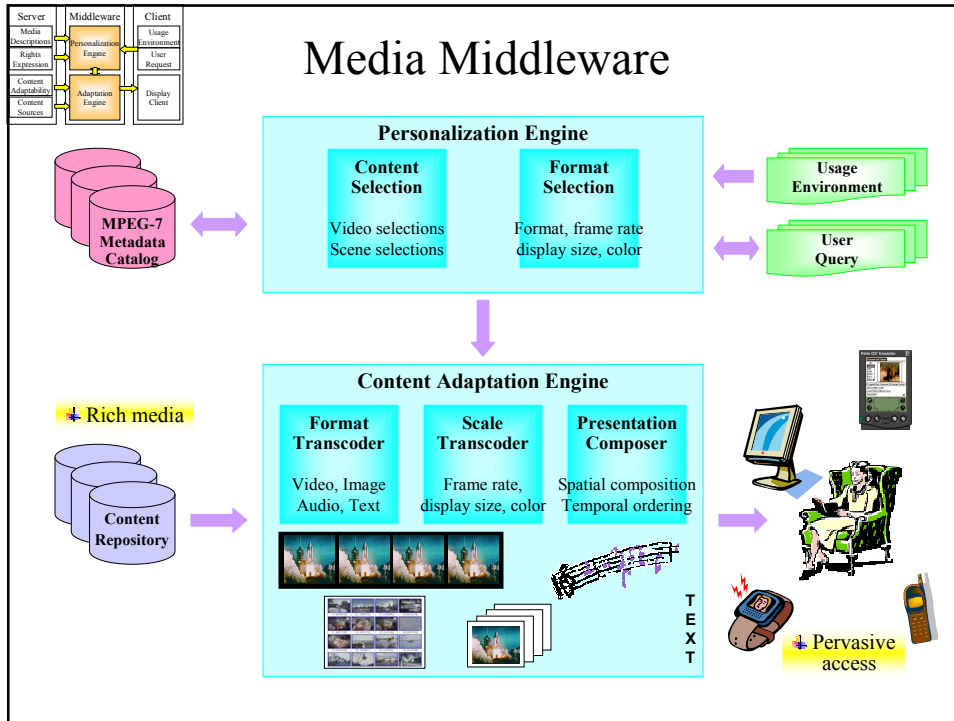 Server
Middleware
Client
Media
Descriptions
Rights
Expression
Content
Adaptability
Content
Sources
Personalization
Engine
Adaptation
Engine
Usage
Environment
User
Request
Display
Client
Media Middleware
Personalization Engine
Content
Selection
Video selections
Scene selections
Format
Selection
Format, frame rate
display size, color
MPEG-7
Metadata
Catalog
Usage
Environment
User
Query
Content Adaptation Engine
Format
Transcoder
Video, Image
Audio, Text
Scale
Transcoder
Frame rate,
display size, color
Presentation
Composer
Spatial composition
Temporal ordering
Rich media
Content
Repository
T
E
X
T
Pervasive
access